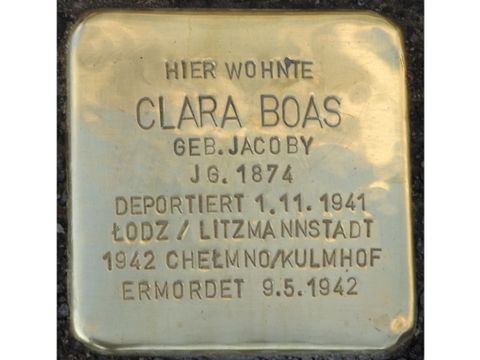 HIER WOHNTE
CLARA BOAS
GEB. JACOBY
JG. 1874
DEPORTIERT 1.11.1941
ŁODZ / LITZMANNSTADT
1942 CHEŁMNO/KULMHOF
ERMORDET 9.5.1942